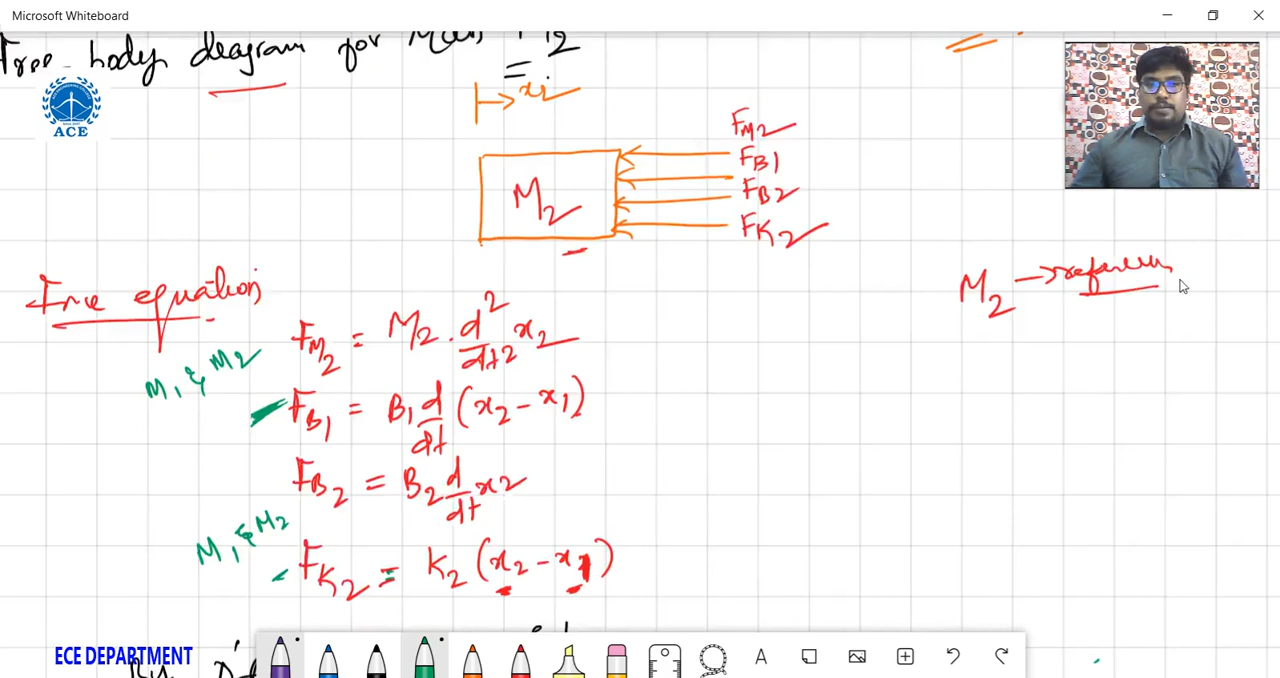 Microsoft Whiteboard
Free body diagram for Mass M2
ACE
FM2
FB1
M2
FB2
FK2
M2 → reference
Free equation
FM2 = M2 . d²/dt2 x2
M1 & M2
FB1 = B1 d/dt (x2 - x1)
FB2 = B2 d/dt x2
M1 & M2
FK2 = K2 (x2 - x1)
ECE DEPARTMENT
By D'
A